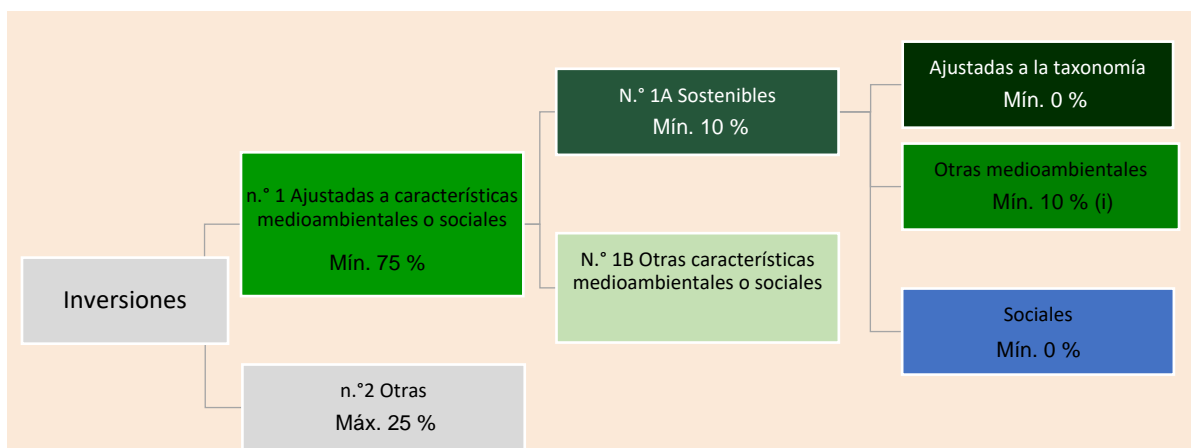 Inversiones
n.° 1 Ajustadas a características
medioambientales o sociales
Mín. 75 %
n.°2 Otras
Máx. 25 %
N.° 1A Sostenibles
Mín. 10 %
N.° 1B Otras características
medioambientales o sociales
Ajustadas a la taxonomía
Mín. 0 %
Otras medioambientales
Mín. 10 % (i)
Sociales
Mín. 0 %